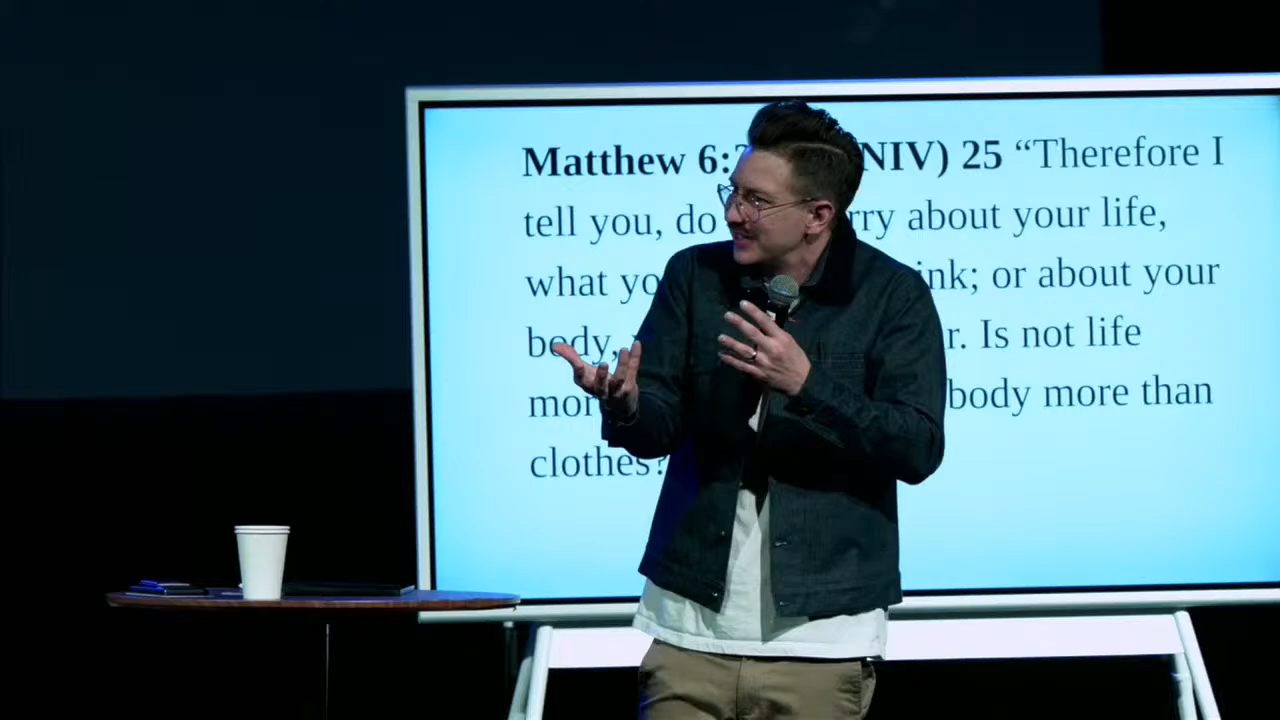 Matthew 6: NIV) 25 “Therefore I
tell you, do rry about your life,
what yo ink; or about your
body, r. Is not life
mor body more than
clothes?